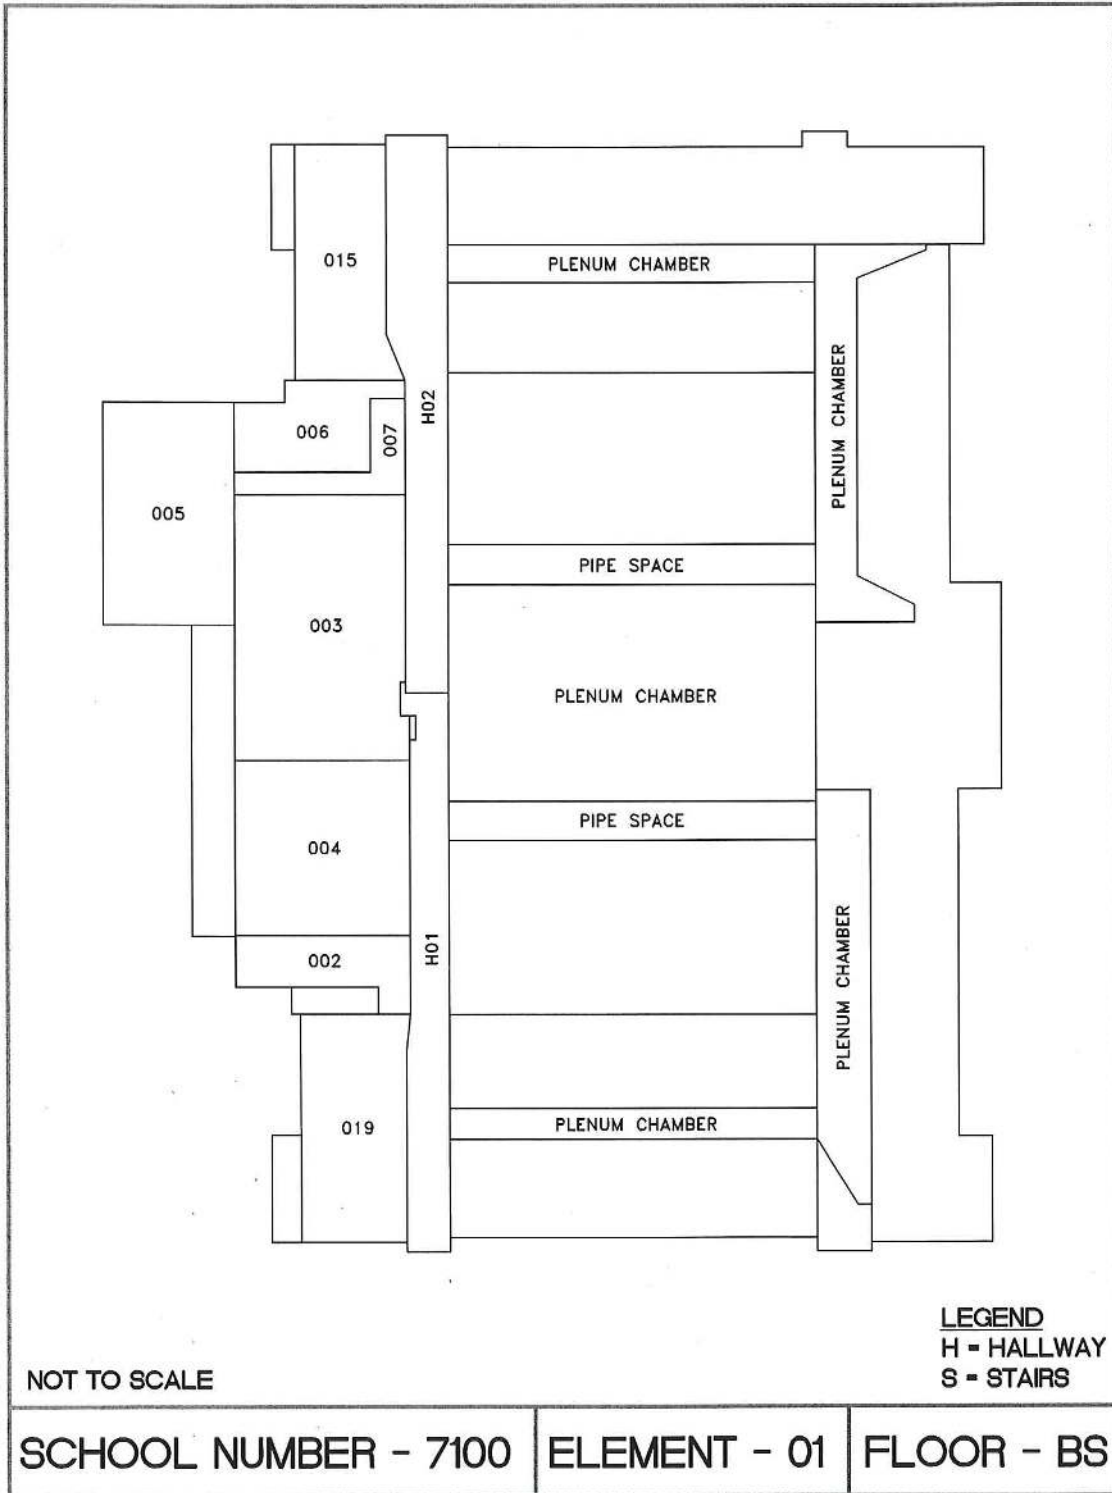 PLENUM CHAMBER
015
PLENUM CHAMBER
H02
006
007
005
PIPE SPACE
003
PLENUM CHAMBER
PIPE SPACE
004
PLENUM CHAMBER
H01
002
PLENUM CHAMBER
019
LEGEND
H = HALLWAY
S = STAIRS
NOT TO SCALE
SCHOOL NUMBER - 7100
ELEMENT - 01
FLOOR - BS